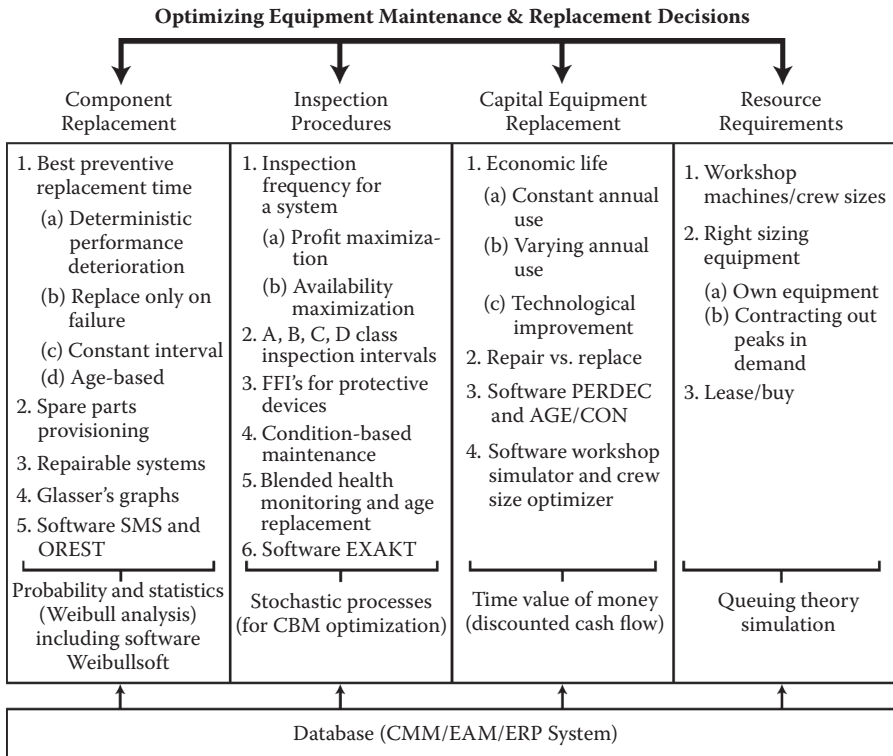 Optimizing Equipment Maintenance & Replacement Decisions
Component
Replacement
Inspection
Procedures
Capital Equipment
Replacement
Resource
Requirements
1. Best preventive
replacement time
(a) Deterministic
performance
deterioration
(b) Replace only on
failure
(c) Constant interval
(d) Age-based
2. Spare parts
provisioning
3. Repairable systems
4. Glasser's graphs
5. Software SMS and
OREST
Probability and statistics
(Weibull analysis)
including software
Weibullsoft
1. Inspection
frequency for
a system
(a) Profit maximiza-
tion
(b) Availability
maximization
2. A, B, C, D class
inspection intervals
3. FFI's for protective
devices
4. Condition-based
maintenance
5. Blended health
monitoring and age
replacement
6. Software EXAKT
Stochastic processes
(for CBM optimization)
1. Economic life
(a) Constant annual
use
(b) Varying annual
use
(c) Technological
improvement
2. Repair vs. replace
3. Software PERDEC
and AGE/CON
4. Software workshop
simulator and crew
size optimizer
Time value of money
(discounted cash flow)
1. Workshop
machines/crew sizes
2. Right sizing
equipment
(a) Own equipment
(b) Contracting out
peaks in
demand
3. Lease/buy
Queuing theory
simulation
Database (CMM/EAM/ERP System)